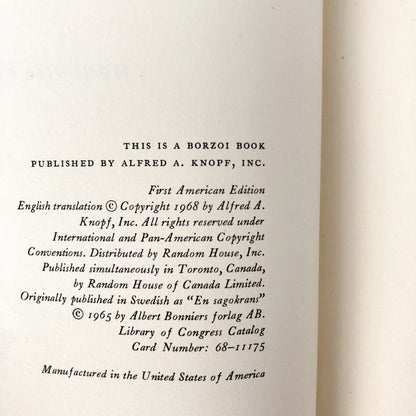 THIS IS A BORZOI BOOK
PUBLISHED BY ALFRED A. KNOPF, INC.
First American Edition
English translation © Copyright 1968 by Alfred A.
Knopf, Inc. All rights reserved under
International and Pan-American Copyright
Conventions. Distributed by Random House, Inc.
Published simultaneously in Toronto, Canada,
by Random House of Canada Limited.
Originally published in Swedish as "En sagokrans"
© 1965 by Albert Bonniers forlag AB.
Library of Congress Catalog
Card Number: 68-11175
Manufactured in the United States of America